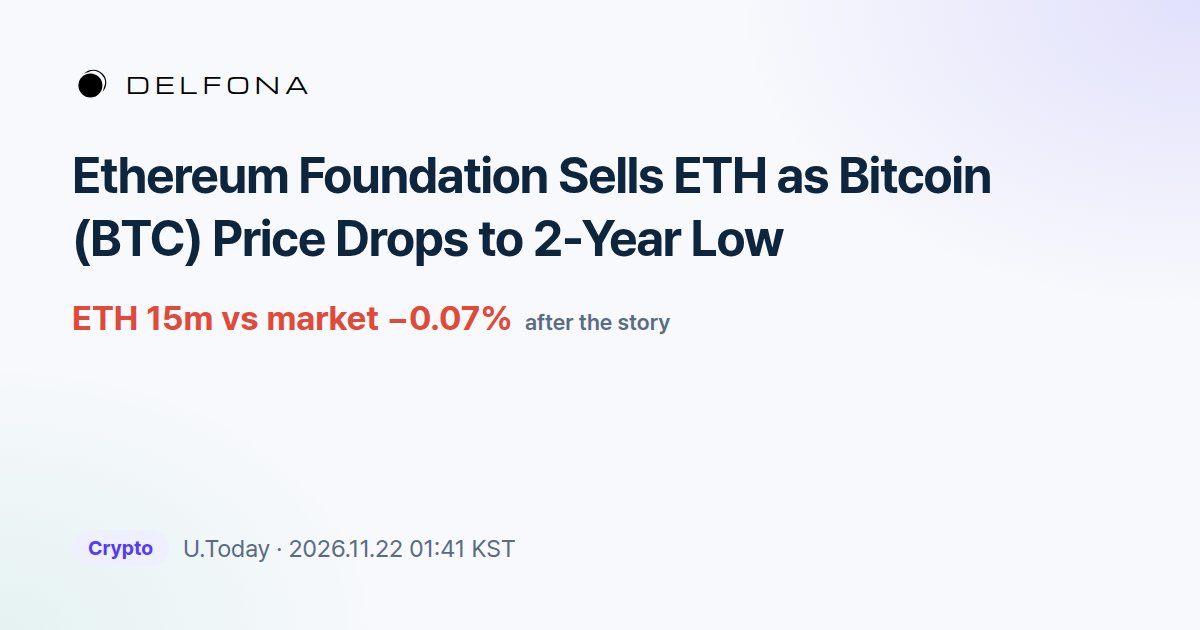 DELFONA
Ethereum Foundation Sells ETH as Bitcoin
(BTC) Price Drops to 2-Year Low
ETH 15m vs market −0.07% after the story
Crypto U.Today · 2026.11.22 01:41 KST